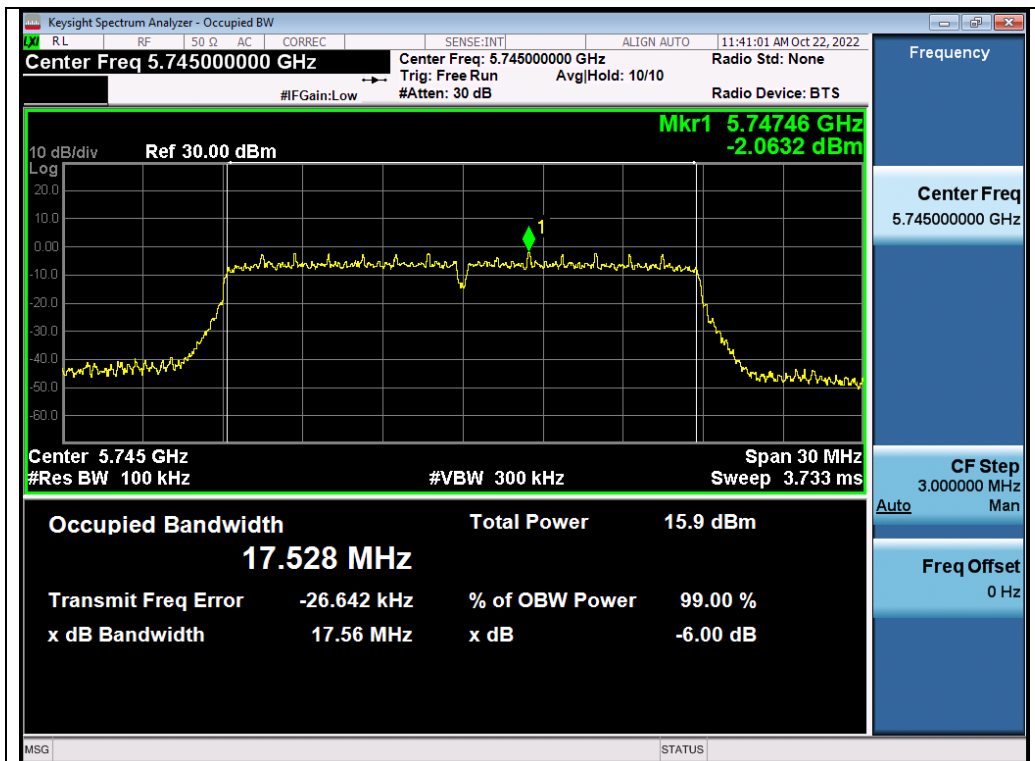 Keysight Spectrum Analyzer - Occupied BW
LXI RL RF 50 Ω AC CORREC SENSE:INT ALIGN AUTO 11:41:01 AM Oct 22, 2022
Center Freq 5.745000000 GHz
Center Freq: 5.745000000 GHz Radio Std: None
Trig: Free Run Avg|Hold: 10/10
#IFGain:Low #Atten: 30 dB Radio Device: BTS
Frequency
Mkr1 5.74746 GHz
-2.0632 dBm
10 dB/div Ref 30.00 dBm
Log
20.0
10.0
0.00
-10.0
-20.0
-30.0
-40.0
-50.0
-60.0
1
Center 5.745 GHz Span 30 MHz
#Res BW 100 kHz #VBW 300 kHz Sweep 3.733 ms
Center Freq
5.745000000 GHz
CF Step
3.000000 MHz
Auto Man
Freq Offset
0 Hz
Occupied Bandwidth Total Power 15.9 dBm
17.528 MHz
Transmit Freq Error -26.642 kHz % of OBW Power 99.00 %
x dB Bandwidth 17.56 MHz x dB -6.00 dB
MSG STATUS